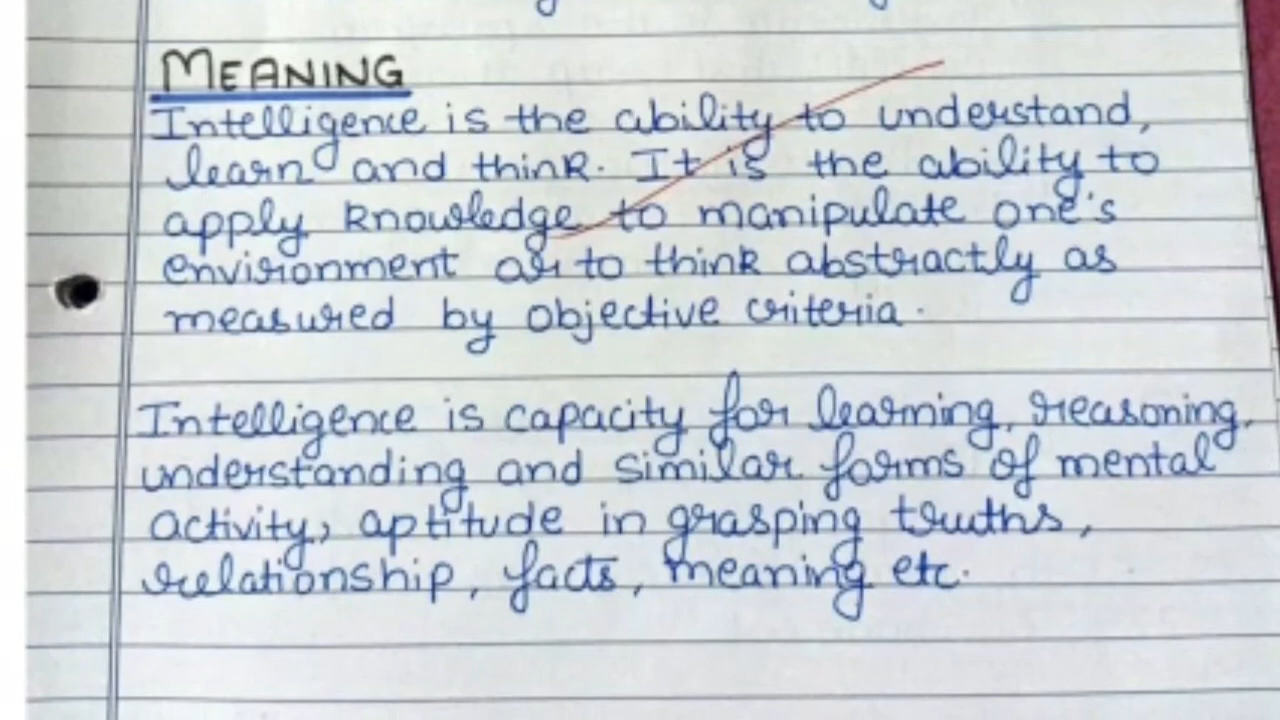 MEANING
Intelligence is the ability to understand,
learn and think. It is the ability to
apply knowledge to manipulate one's
environment or to think abstractly as
measured by objective criteria.
Intelligence is capacity for learning, reasoning,
understanding and similar forms of mental
activity, aptitude in grasping truths,
relationship, facts, meaning etc.